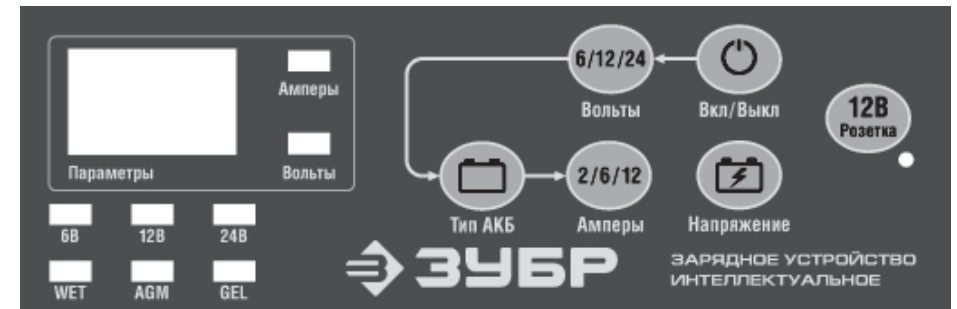 Амперы
Параметры
Вольты
6В
12В
24В
WET
AGM
GEL
6/12/24
Вольты
Вкл/Выкл
12В
Розетка
Тип АКБ
2/6/12
Амперы
Напряжение
ЗУБР
ЗАРЯДНОЕ УСТРОЙСТВО
ИНТЕЛЛЕКТУАЛЬНОЕ